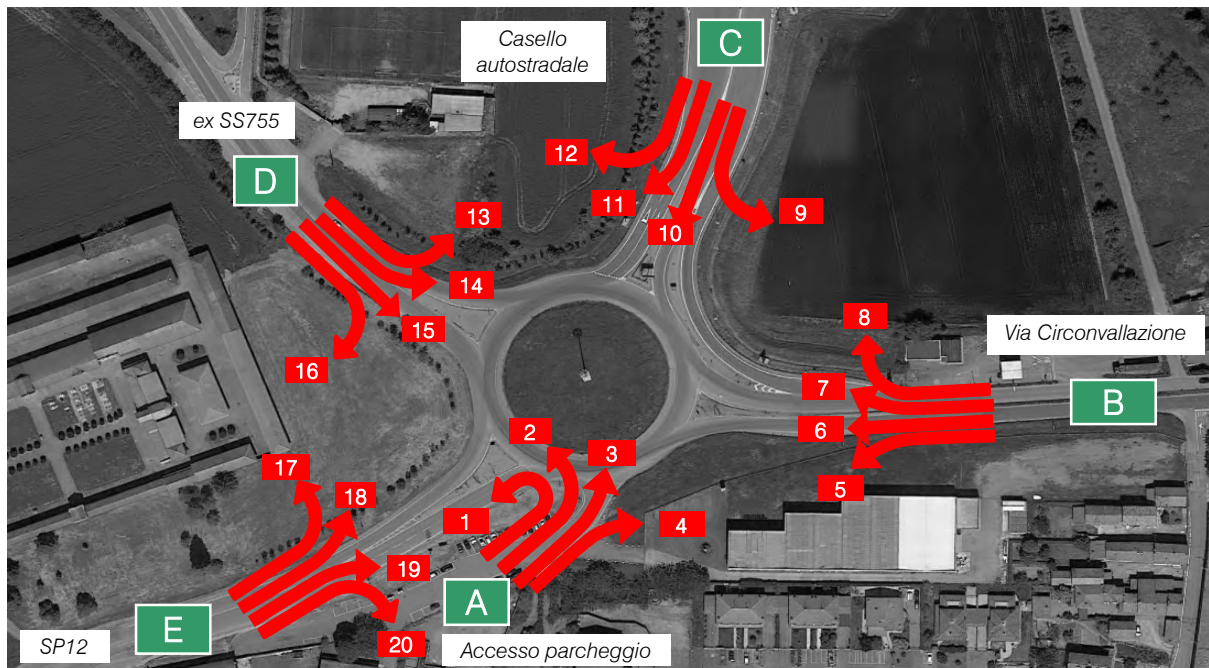 C
Casello
autostradale
ex SS755
12
D
11
9
13
10
14
8
15
Via Circonvallazione
16
7
B
2
6
3
17
5
18
1
4
19
A
E
20
SP12
Accesso parcheggio